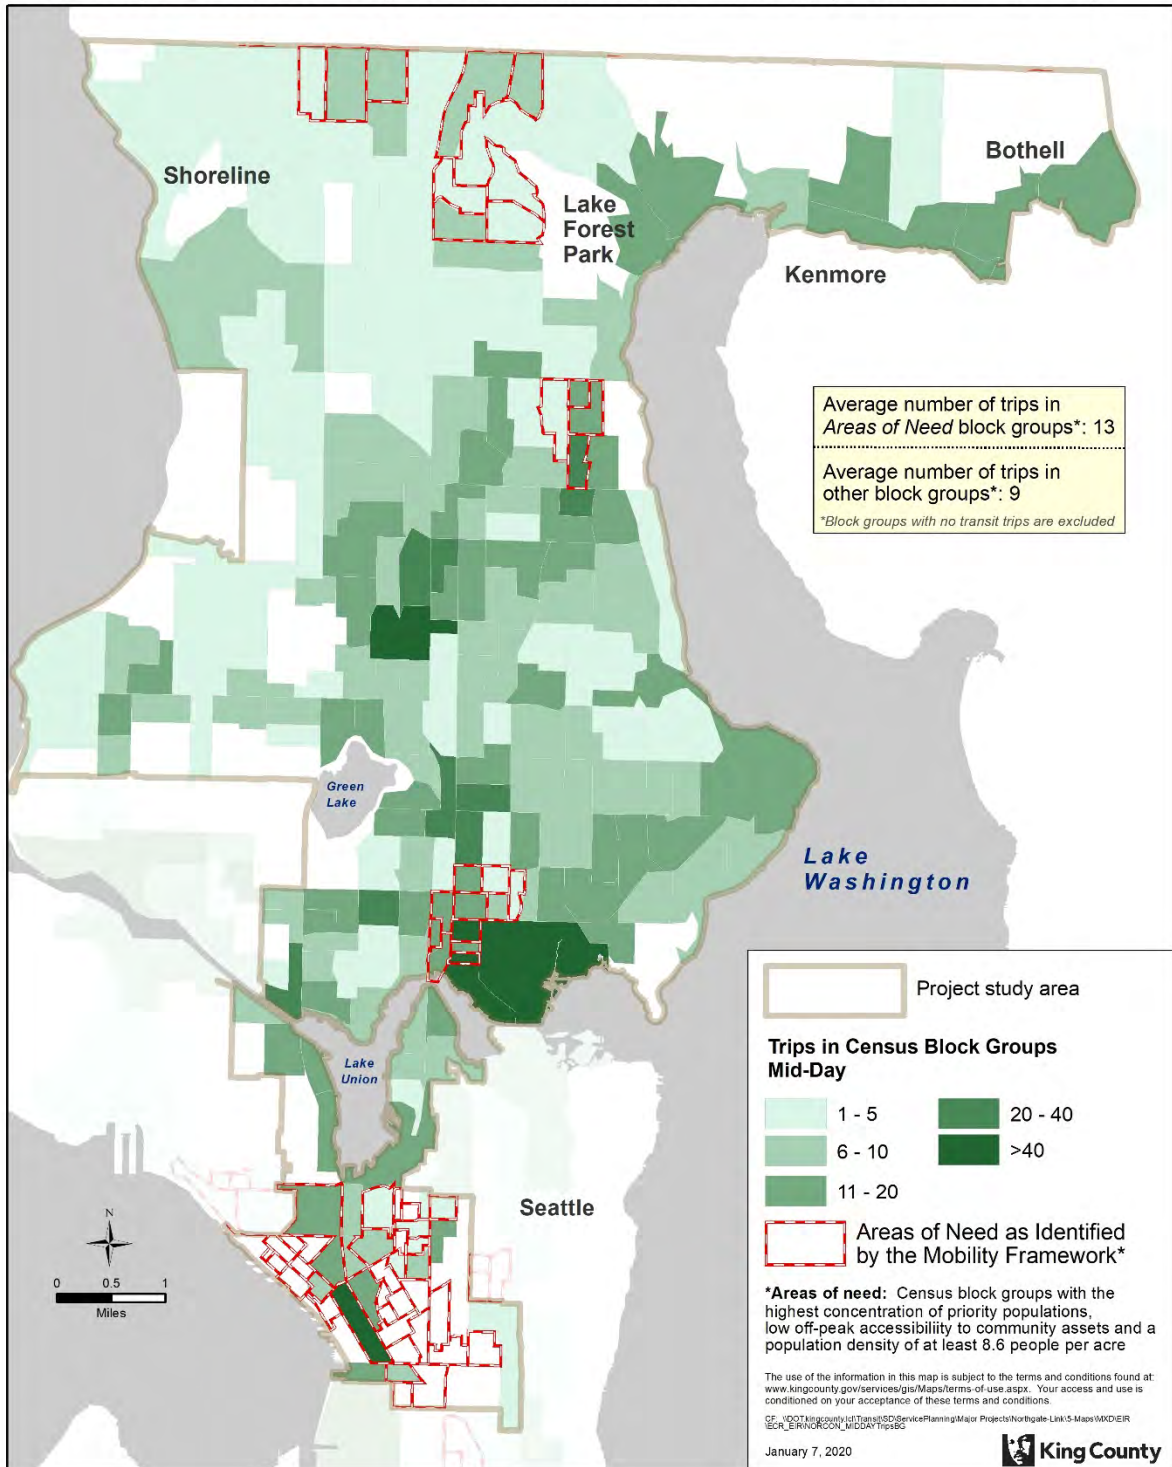 Shoreline
Bothell
Lake
Forest
Park
Kenmore
Average number of trips in
Areas of Need block groups*: 13
Average number of trips in
other block groups*: 9
*Block groups with no transit trips are excluded
Green
Lake
Lake
Washington
Lake
Union
Seattle
N
0 0.5 1
Miles
Project study area
Trips in Census Block Groups
Mid-Day
1 - 5
20 - 40
6 - 10
>40
11 - 20
Areas of Need as Identified
by the Mobility Framework*
*Areas of need: Census block groups with the
highest concentration of priority populations,
low off-peak accessibiliity to community assets and a
population density of at least 8.6 people per acre
The use of the information in this map is subject to the terms and conditions found at:
www.kingcounty.gov/services/gis/Maps/terms-of-use.aspx. Your access and use is
conditioned on your acceptance of these terms and conditions.
January 7, 2020
King County